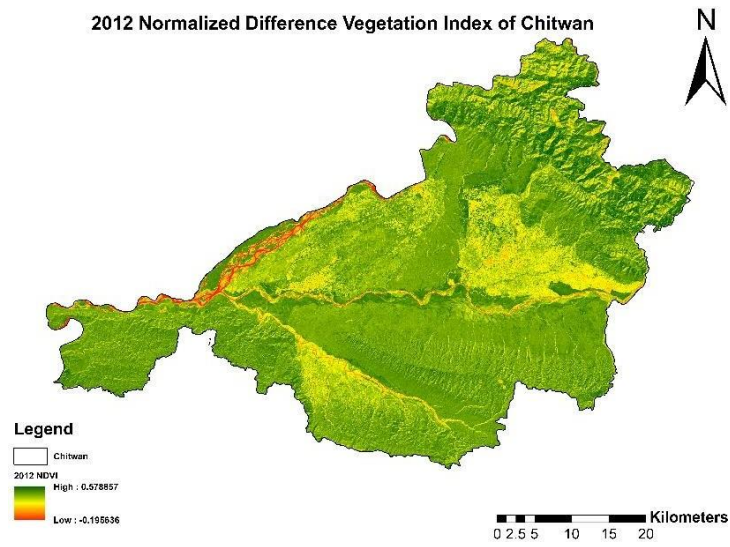 2012 Normalized Difference Vegetation Index of Chitwan
N
Legend
Chitwan
2012 NDVI
High : 0.578857
Low : -0.195636
Kilometers
0 2.5 5 10 15 20